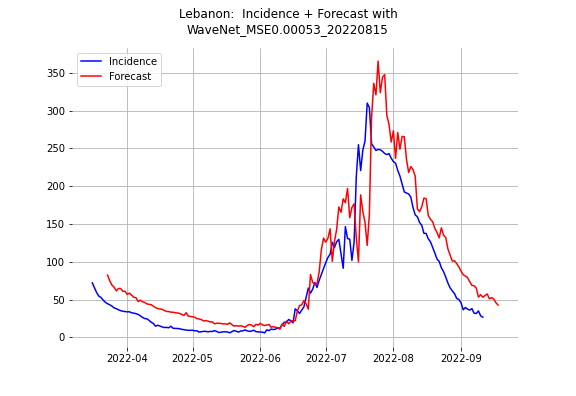 Lebanon:  Incidence + Forecast with
WaveNet_MSE0.00053_20220815
Incidence
Forecast
350
300
250
200
150
100
50
0
2022-04 2022-05 2022-06 2022-07 2022-08 2022-09